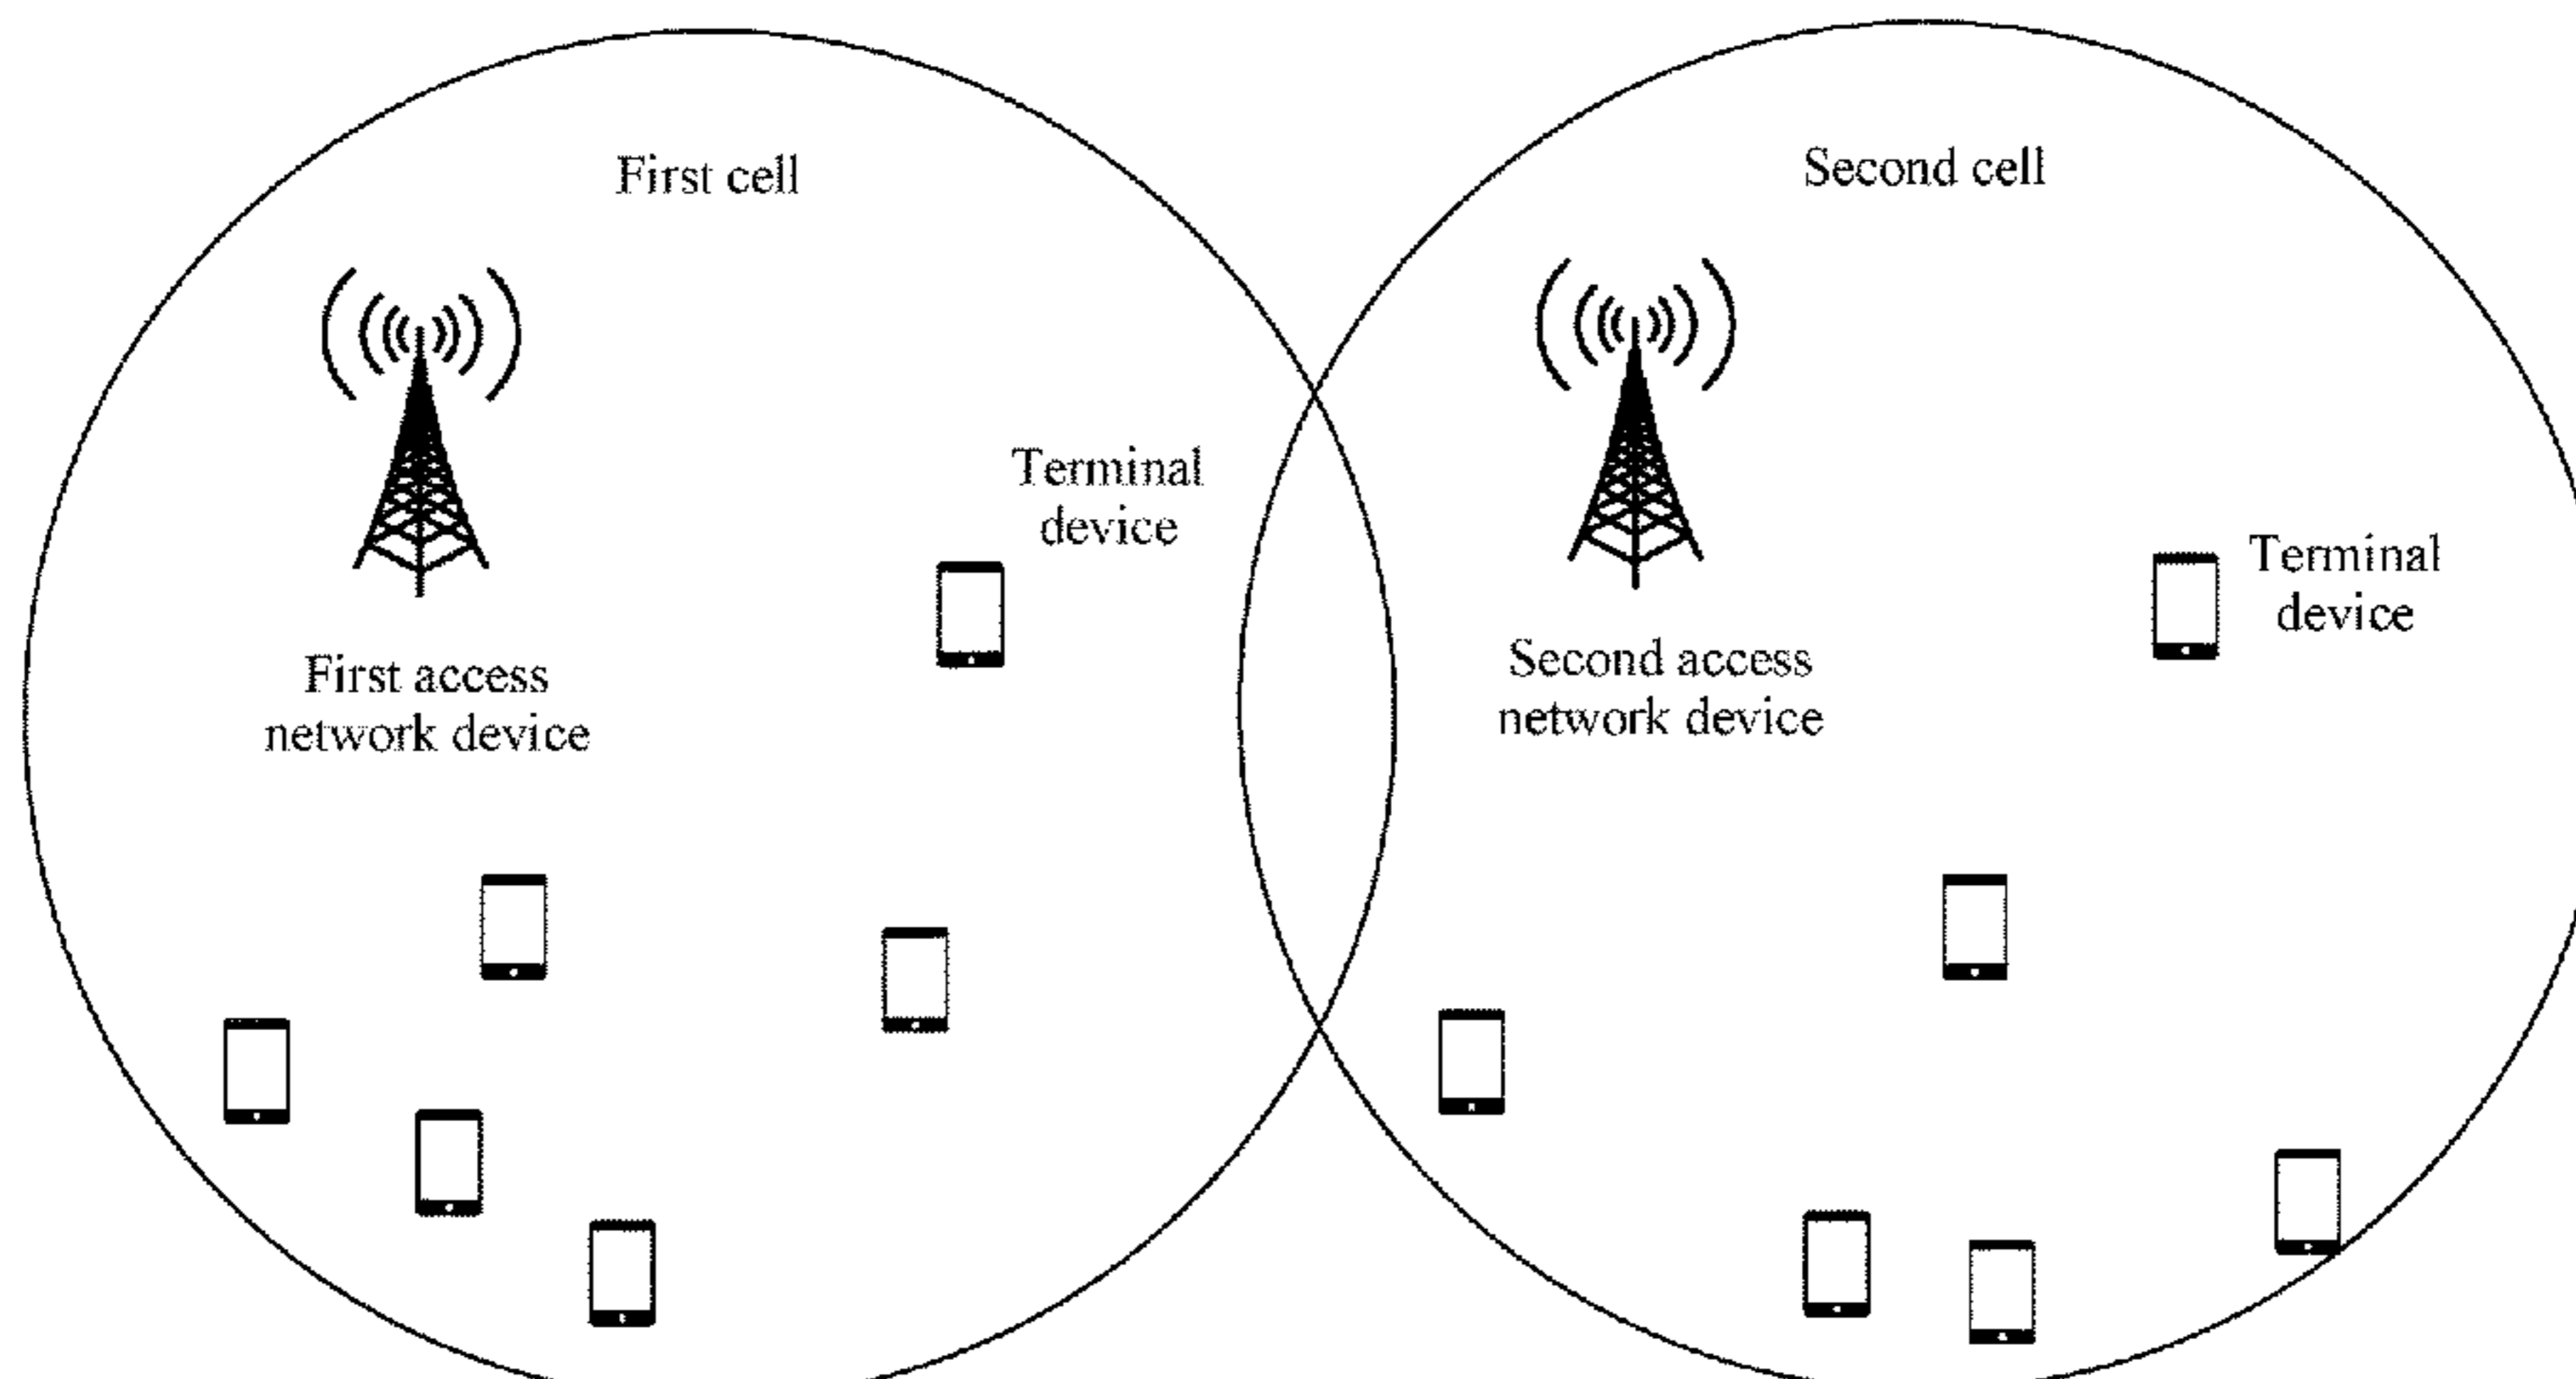 First cell
Second cell
Terminal
device
Terminal
device
First access
network device
Second access
network device